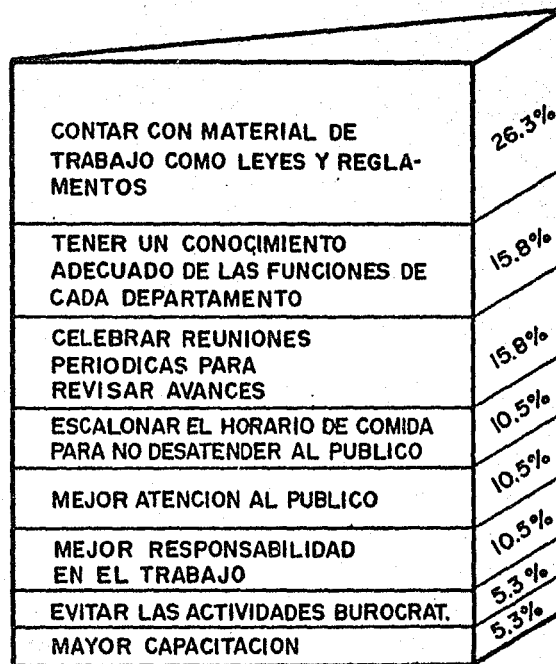 CONTAR CON MATERIAL DE
TRABAJO COMO LEYES Y REGLA-
MENTOS
26.3%
TENER UN CONOCIMIENTO
ADECUADO DE LAS FUNCIONES DE
CADA DEPARTAMENTO
15.8%
CELEBRAR REUNIONES
PERIODICAS PARA
REVISAR AVANCES
15.8%
ESCALONAR EL HORARIO DE COMIDA
PARA NO DESATENDER AL PUBLICO
10.5%
MEJOR ATENCION AL PUBLICO
10.5%
MEJOR RESPONSABILIDAD
EN EL TRABAJO
10.5%
EVITAR LAS ACTIVIDADES BUROCRAT.
5.3%
MAYOR CAPACITACION
5.3%